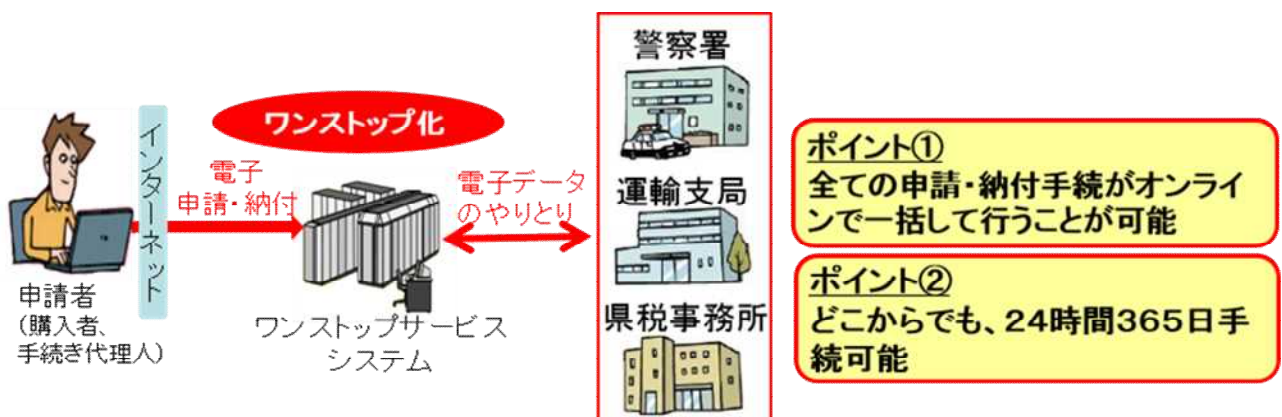 警察署
ワンストップ化
インターネット
電子
申請・納付
電子データ
のやりとり
運輸支局
申請者
(購入者、
手続き代理人)
ワンストップサービス
システム
県税事務所
ポイント①
全ての申請・納付手続がオンライ
ンで一括して行うことが可能
ポイント②
どこからでも、24時間365日手
続可能